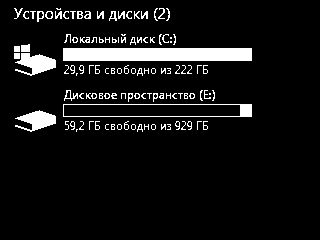 Устройства и диски (2)
Локальный диск (C:)
29,9 ГБ свободно из 222 ГБ
Дисковое пространство (E:)
59,2 ГБ свободно из 929 ГБ